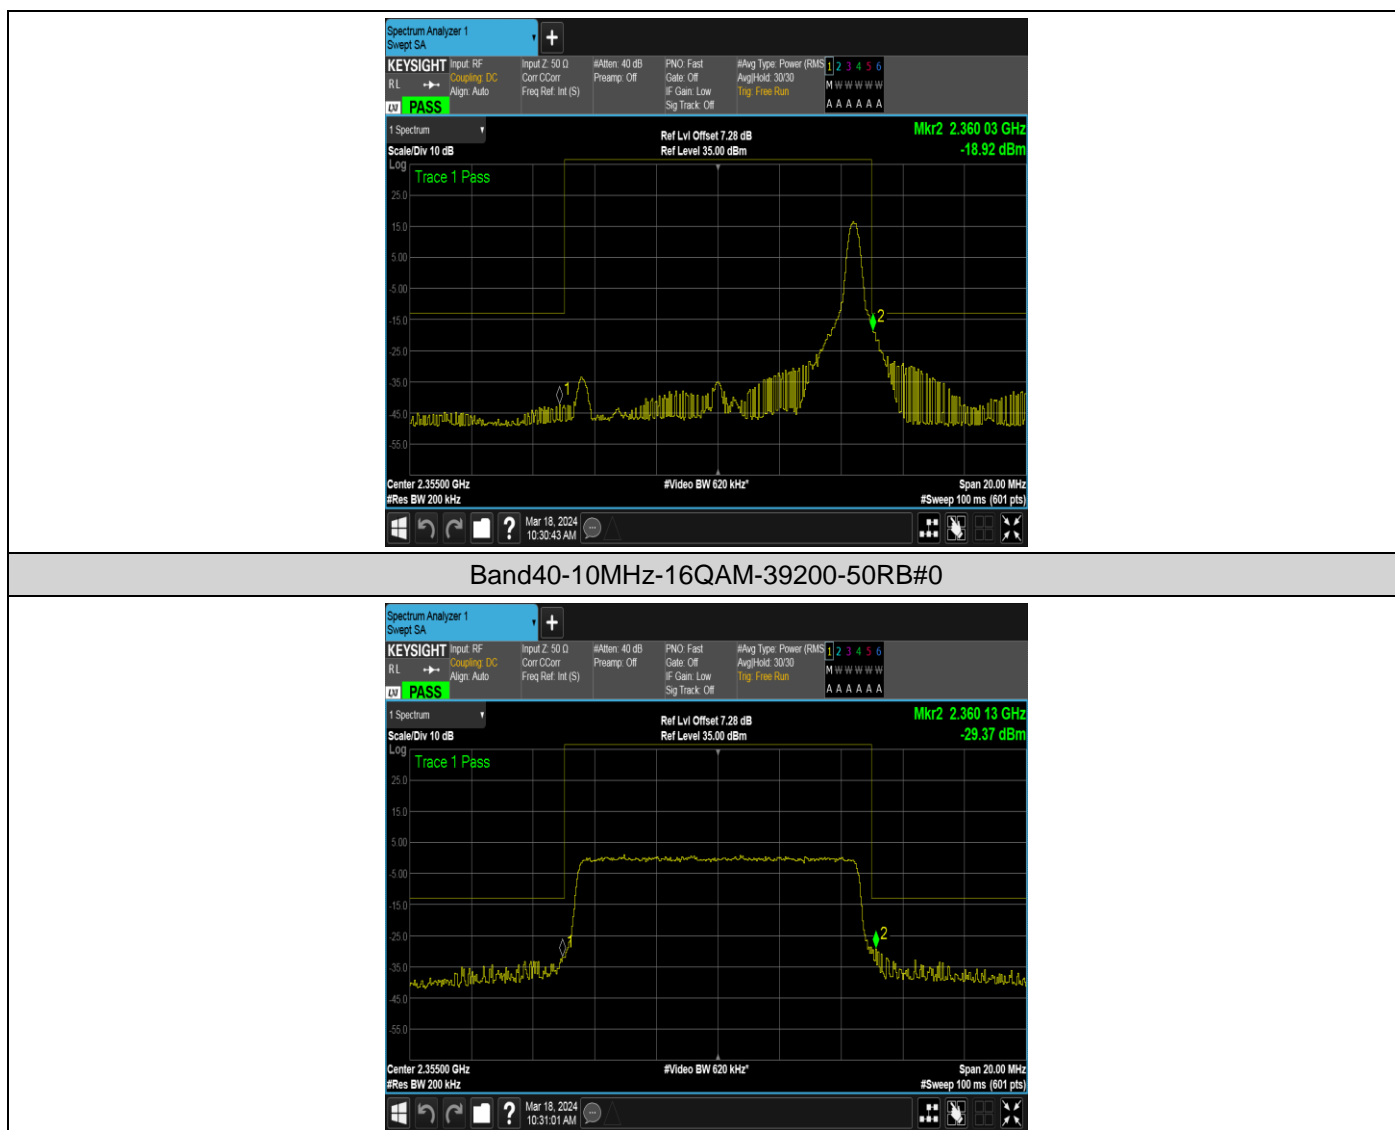 Spectrum Analyzer 1
Swept SA
KEYSIGHT Input: RF Input Z: 50 Ω #Atten: 40 dB PNO: Fast #Avg Type: Power (RMS 1 2 3 4 5 6
RL Coupling: DC Corr CCorr Preamp: Off Gate: Off Avg|Hold: 30/30 M W W W W W
Align: Auto Freq Ref: Int (S) IF Gain: Low Trig: Free Run
LXI PASS Sig Track: Off A A A A A A
1 Spectrum Ref Lvl Offset 7.28 dB Mkr2 2.360 03 GHz
Scale/Div 10 dB Ref Level 35.00 dBm -18.92 dBm
Log
Trace 1 Pass
25.0
15.0
5.00
-5.00
-15.0
2
-25.0
-35.0
1
-45.0
-55.0
Center 2.35500 GHz #Video BW 620 kHz* Span 20.00 MHz
#Res BW 200 kHz #Sweep 100 ms (601 pts)
? Mar 18, 2024
10:30:43 AM
Band40-10MHz-16QAM-39200-50RB#0
Spectrum Analyzer 1
Swept SA
KEYSIGHT Input: RF Input Z: 50 Ω #Atten: 40 dB PNO: Fast #Avg Type: Power (RMS 1 2 3 4 5 6
RL Coupling: DC Corr CCorr Preamp: Off Gate: Off Avg|Hold: 30/30 M W W W W W
Align: Auto Freq Ref: Int (S) IF Gain: Low Trig: Free Run
LXI PASS Sig Track: Off A A A A A A
1 Spectrum Ref Lvl Offset 7.28 dB Mkr2 2.360 13 GHz
Scale/Div 10 dB Ref Level 35.00 dBm -29.37 dBm
Log
Trace 1 Pass
25.0
15.0
5.00
-5.00
-15.0
-25.0
1 2
-35.0
-45.0
-55.0
Center 2.35500 GHz #Video BW 620 kHz* Span 20.00 MHz
#Res BW 200 kHz #Sweep 100 ms (601 pts)
? Mar 18, 2024
10:31:01 AM